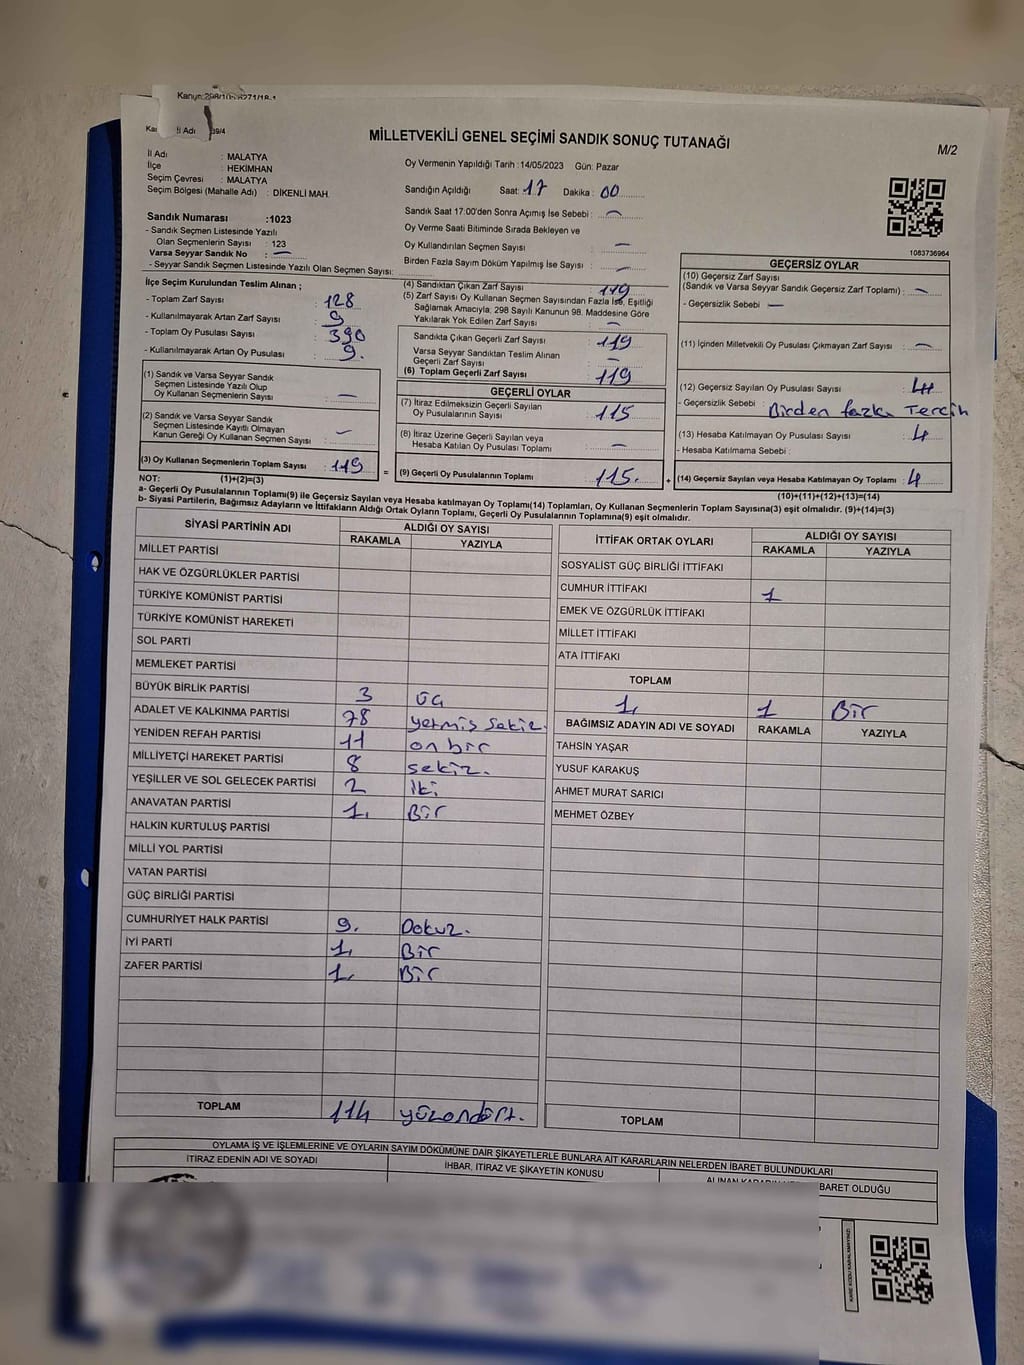 MİLLETVEKİLİ GENEL SEÇİMİ SANDIK SONUÇ TUTANAĞI
M/2
İl Adı : MALATYA
İlçe : HEKİMHAN
Seçim Çevresi : MALATYA
Seçim Bölgesi (Mahalle Adı) : DİKENLİ MAH.
Sandık Numarası :1023
- Sandık Seçmen Listesinde Yazılı
Olan Seçmenlerin Sayısı : 123
Varsa Seyyar Sandık No : —
- Seyyar Sandık Seçmen Listesinde Yazılı Olan Seçmen Sayısı:
Oy Vermenin Yapıldığı Tarih :14/05/2023 Gün: Pazar
Sandığın Açıldığı Saat: 17 Dakika : 00
Sandık Saat 17:00'den Sonra Açımış İse Sebebi : —
Oy Verme Saati Bitiminde Sırada Bekleyen ve
Oy Kullandırılan Seçmen Sayısı : —
Birden Fazla Sayım Döküm Yapılmış İse Sayısı : —
1083736964
İlçe Seçim Kurulundan Teslim Alınan ;
- Toplam Zarf Sayısı : 128
- Kullanılmayarak Artan Zarf Sayısı : 9
- Toplam Oy Pusulası Sayısı : 390
- Kullanılmayarak Artan Oy Pusulası : 9.
(1) Sandık ve Varsa Seyyar Sandık
Seçmen Listesinde Yazılı Olup
Oy Kullanan Seçmenlerin Sayısı : —
(2) Sandık ve Varsa Seyyar Sandık
Seçmen Listesinde Kayıtlı Olmayan
Kanun Gereği Oy Kullanan Seçmen Sayısı : —
(3) Oy Kullanan Seçmenlerin Toplam Sayısı : 119
(4) Sandıktan Çıkan Zarf Sayısı : 119
(5) Zarf Sayısı Oy Kullanan Seçmen Sayısından Fazla İse, Eşitliği
Sağlamak Amacıyla, 298 Sayılı Kanunun 98. Maddesine Göre
Yakılarak Yok Edilen Zarf Sayısı : —
Sandıkta Çıkan Geçerli Zarf Sayısı : 119
Varsa Seyyar Sandıktan Teslim Alınan
Geçerli Zarf Sayısı : —
(6) Toplam Geçerli Zarf Sayısı : 119
GEÇERLİ OYLAR
(7) İtiraz Edilmeksizin Geçerli Sayılan
Oy Pusulalarının Sayısı : 115
(8) İtiraz Üzerine Geçerli Sayılan veya
Hesaba Katılan Oy Pusulası Toplamı : —
= (9) Geçerli Oy Pusulalarının Toplamı : 115.
GEÇERSİZ OYLAR
(10) Geçersiz Zarf Sayısı
(Sandık ve Varsa Seyyar Sandık Geçersiz Zarf Toplamı) : —
- Geçersizlik Sebebi : —
(11) İçinden Milletvekili Oy Pusulası Çıkmayan Zarf Sayısı : —
(12) Geçersiz Sayılan Oy Pusulası Sayısı :
- Geçersizlik Sebebi : Birden fazla Tercih
(13) Hesaba Katılmayan Oy Pusulası Sayısı : 4
- Hesaba Katılmama Sebebi :
+ (14) Geçersiz Sayılan veya Hesaba Katılmayan Oy Toplamı : 4
NOT: (1)+(2)=(3)
(10)+(11)+(12)+(13)=(14)
a- Geçerli Oy Pusulalarının Toplamı(9) ile Geçersiz Sayılan veya Hesaba katılmayan Oy Toplamı(14) Toplamları, Oy Kullanan Seçmenlerin Toplam Sayısına(3) eşit olmalıdır. (9)+(14)=(3)
b- Siyasi Partilerin, Bağımsız Adayların ve İttifakların Aldığı Ortak Oyların Toplamı, Geçerli Oy Pusulalarının Toplamına(9) eşit olmalıdır.
SİYASİ PARTİNİN ADI ALDIĞI OY SAYISI
RAKAMLA YAZIYLA
MİLLET PARTİSİ
HAK VE ÖZGÜRLÜKLER PARTİSİ
TÜRKİYE KOMÜNİST PARTİSİ
TÜRKİYE KOMÜNİST HAREKETİ
SOL PARTİ
MEMLEKET PARTİSİ
BÜYÜK BİRLİK PARTİSİ 3 üç
ADALET VE KALKINMA PARTİSİ 78 yetmiş sekiz.
YENİDEN REFAH PARTİSİ 11 on bir
MİLLİYETÇİ HAREKET PARTİSİ 8 sekiz.
YEŞİLLER VE SOL GELECEK PARTİSİ 2 iki
ANAVATAN PARTİSİ 1. Bir
HALKIN KURTULUŞ PARTİSİ
MİLLİ YOL PARTİSİ
VATAN PARTİSİ
GÜÇ BİRLİĞİ PARTİSİ
CUMHURİYET HALK PARTİSİ 9. Dokuz.
İYİ PARTİ 1. Bir
ZAFER PARTİSİ 1. Bir
TOPLAM 114 yüzondört.
İTTİFAK ORTAK OYLARI ALDIĞI OY SAYISI
RAKAMLA YAZIYLA
SOSYALİST GÜÇ BİRLİĞİ İTTİFAKI
CUMHUR İTTİFAKI 1
EMEK VE ÖZGÜRLÜK İTTİFAKI
MİLLET İTTİFAKI
ATA İTTİFAKI
TOPLAM
1. 1 Bir
BAĞIMSIZ ADAYIN ADI VE SOYADI RAKAMLA YAZIYLA
TAHSİN YAŞAR
YUSUF KARAKUŞ
AHMET MURAT SARICI
MEHMET ÖZBEY
TOPLAM
OYLAMA İŞ VE İŞLEMLERİNE VE OYLARIN SAYIM DÖKÜMÜNE DAİR ŞİKAYETLERLE BUNLARA AİT KARARLARIN NELERDEN İBARET BULUNDUKLARI
İTİRAZ EDENİN ADI VE SOYADI
İHBAR, İTİRAZ VE ŞİKAYETİN KONUSU
BARET OLDUĞU